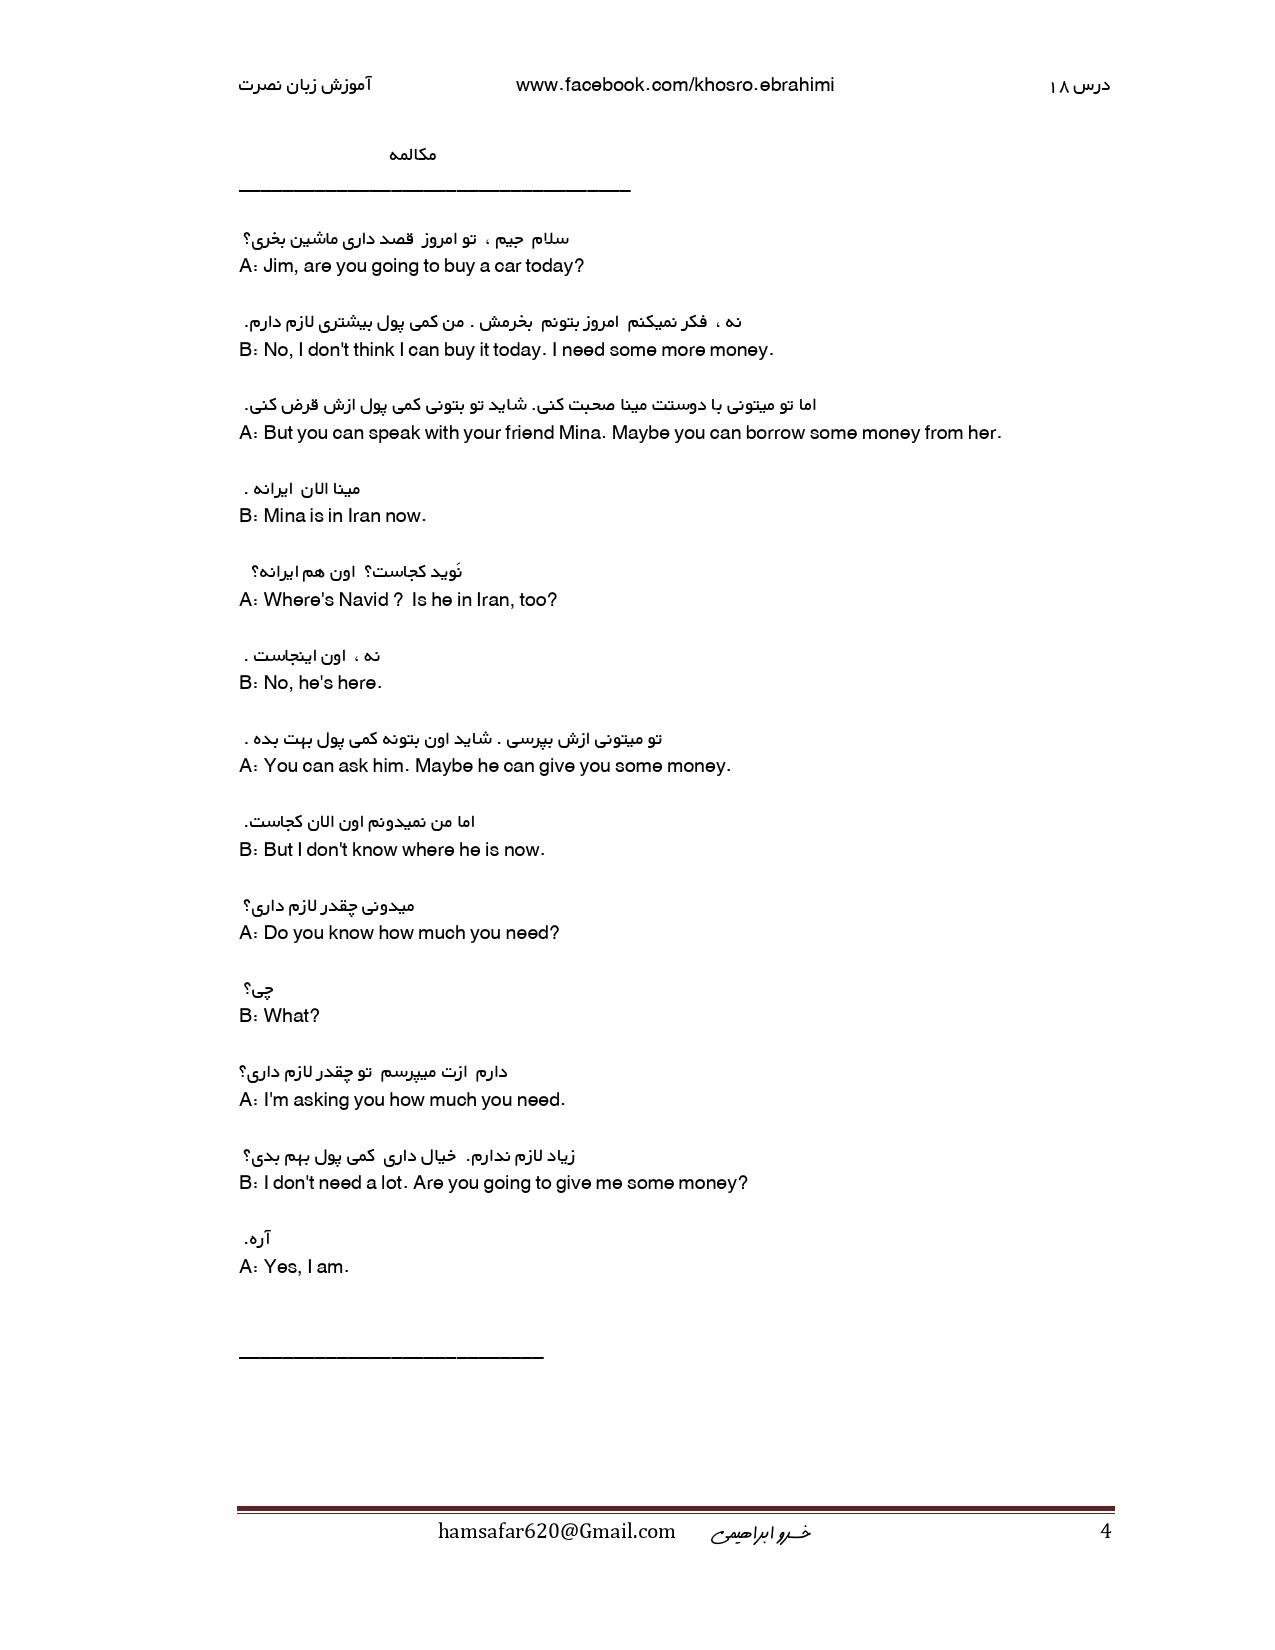 درس ۱۸ www.facebook.com/khosro.ebrahimi آموزش زبان نصرت
مکالمه
سلام جیم ، تو امروز قصد داری ماشین بخری؟
A: Jim, are you going to buy a car today?
نه ، فکر نمیکنم امروز بتونم بخرمش . من کمی پول بیشتری لازم دارم.
B: No, I don't think I can buy it today. I need some more money.
اما تو میتونی با دوستت مینا صحبت کنی. شاید تو بتونی کمی پول ازش قرض کنی.
A: But you can speak with your friend Mina. Maybe you can borrow some money from her.
مینا الان ایرانه .
B: Mina is in Iran now.
نَوید کجاست؟ اون هم ایرانه؟
A: Where's Navid ? Is he in Iran, too?
نه ، اون اینجاست .
B: No, he's here.
تو میتونی ازش بپرسی . شاید اون بتونه کمی پول بهت بده .
A: You can ask him. Maybe he can give you some money.
اما من نمیدونم اون الان کجاست.
B: But I don't know where he is now.
میدونی چقدر لازم داری؟
A: Do you know how much you need?
چی؟
B: What?
دارم ازت میپرسم تو چقدر لازم داری؟
A: I'm asking you how much you need.
زیاد لازم ندارم. خیال داری کمی پول بهم بدی؟
B: I don't need a lot. Are you going to give me some money?
آره.
A: Yes, I am.
hamsafar620@Gmail.com خسرو ابراهیمی 4